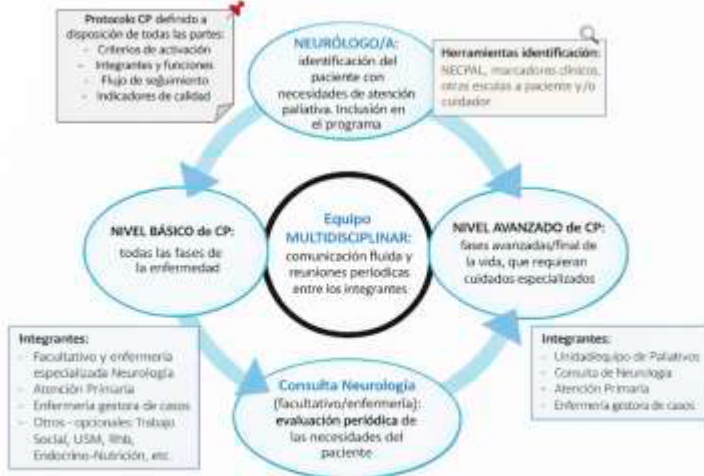 Protocolo CP definido a
disposición de todas las partes:
- Criterios de activación
- Integrantes y funciones
- Flujo de seguimiento
- Indicadores de calidad
NEURÓLOGO/A:
identificación del
paciente con
necesidades de atención
paliativa. Inclusión en
el programa
Herramientas identificación:
NECPAL, marcadores clínicos,
otras escalas a paciente y/o
cuidador
NIVEL BÁSICO de CP:
todas las fases de
la enfermedad
Equipo
MULTIDISCIPLINAR:
comunicación fluida y
reuniones periódicas
entre los integrantes
NIVEL AVANZADO de CP:
fases avanzadas/final de
la vida, que requieran
cuidados especializados
Integrantes:
- Facultativo y enfermería
especializada Neurología
- Atención Primaria
- Enfermería gestora de casos
- Otros - opcionales: Trabajo
Social, USM, Rhb,
Endocrino-Nutrición, etc.
Consulta Neurología
(facultativo/enfermería):
evaluación periódica de
las necesidades del
paciente
Integrantes:
- Unidad/equipo de Paliativos
- Consulta de Neurología
- Atención Primaria
- Enfermería gestora de casos